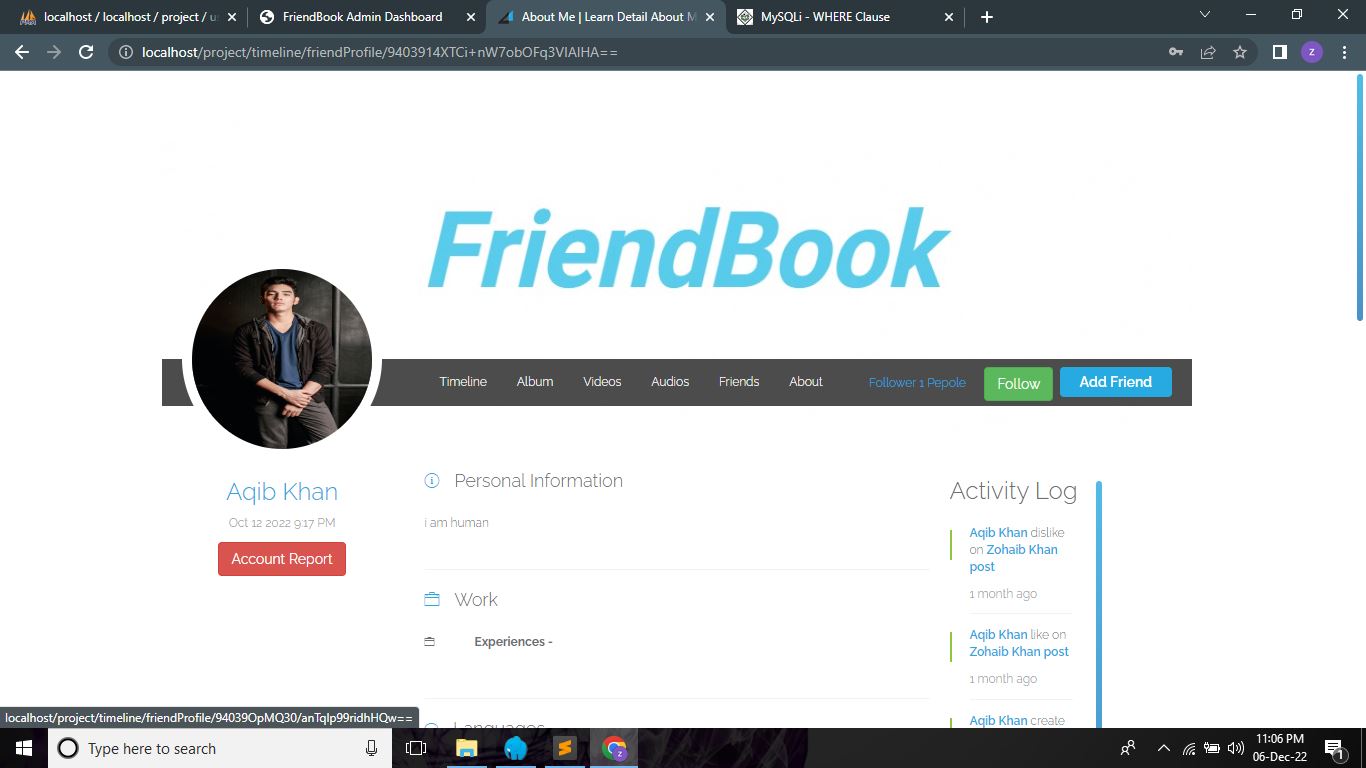 localhost / localhost / project / u
FriendBook Admin Dashboard
About Me | Learn Detail About M
MySQLi - WHERE Clause
localhost/project/timeline/friendProfile/9403914XTCi+nW7obOFq3VIAIHA==
z
FriendBook
Timeline
Album
Videos
Audios
Friends
About
Follower 1 Pepole
Follow
Add Friend
Aqib Khan
Oct 12 2022 9:17 PM
Account Report
Personal Information
i am human
Work
Experiences -
Languages
Activity Log
Aqib Khan dislike
on Zohaib Khan
post
1 month ago
Aqib Khan like on
Zohaib Khan post
1 month ago
Aqib Khan create
localhost/project/timeline/friendProfile/94039OpMQ30/anTqIp99ridhHQw==
Type here to search
z
11:06 PM
06-Dec-22
1